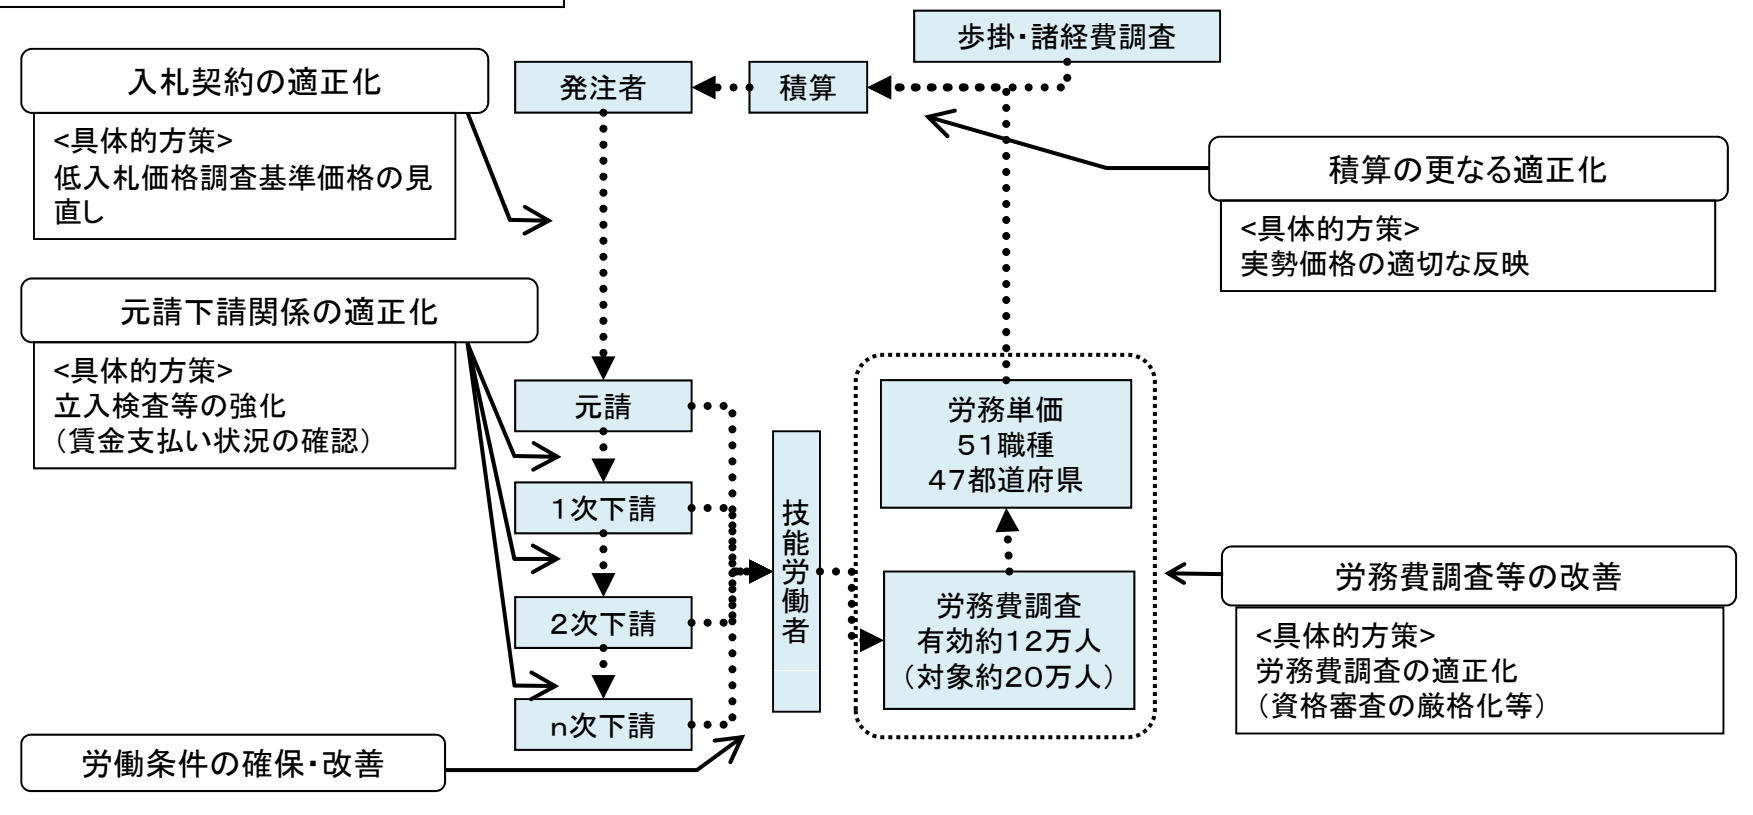 歩掛・諸経費調査
入札契約の適正化
<具体的方策>
低入札価格調査基準価格の見
直し
発注者
積算
積算の更なる適正化
<具体的方策>
実勢価格の適切な反映
元請下請関係の適正化
<具体的方策>
立入検査等の強化
（賃金支払い状況の確認）
元請
１次下請
２次下請
ｎ次下請
技能労働者
労務単価
５１職種
４７都道府県
労務費調査
有効約１２万人
（対象約２０万人）
労務費調査等の改善
<具体的方策>
労務費調査の適正化
（資格審査の厳格化等）
労働条件の確保・改善